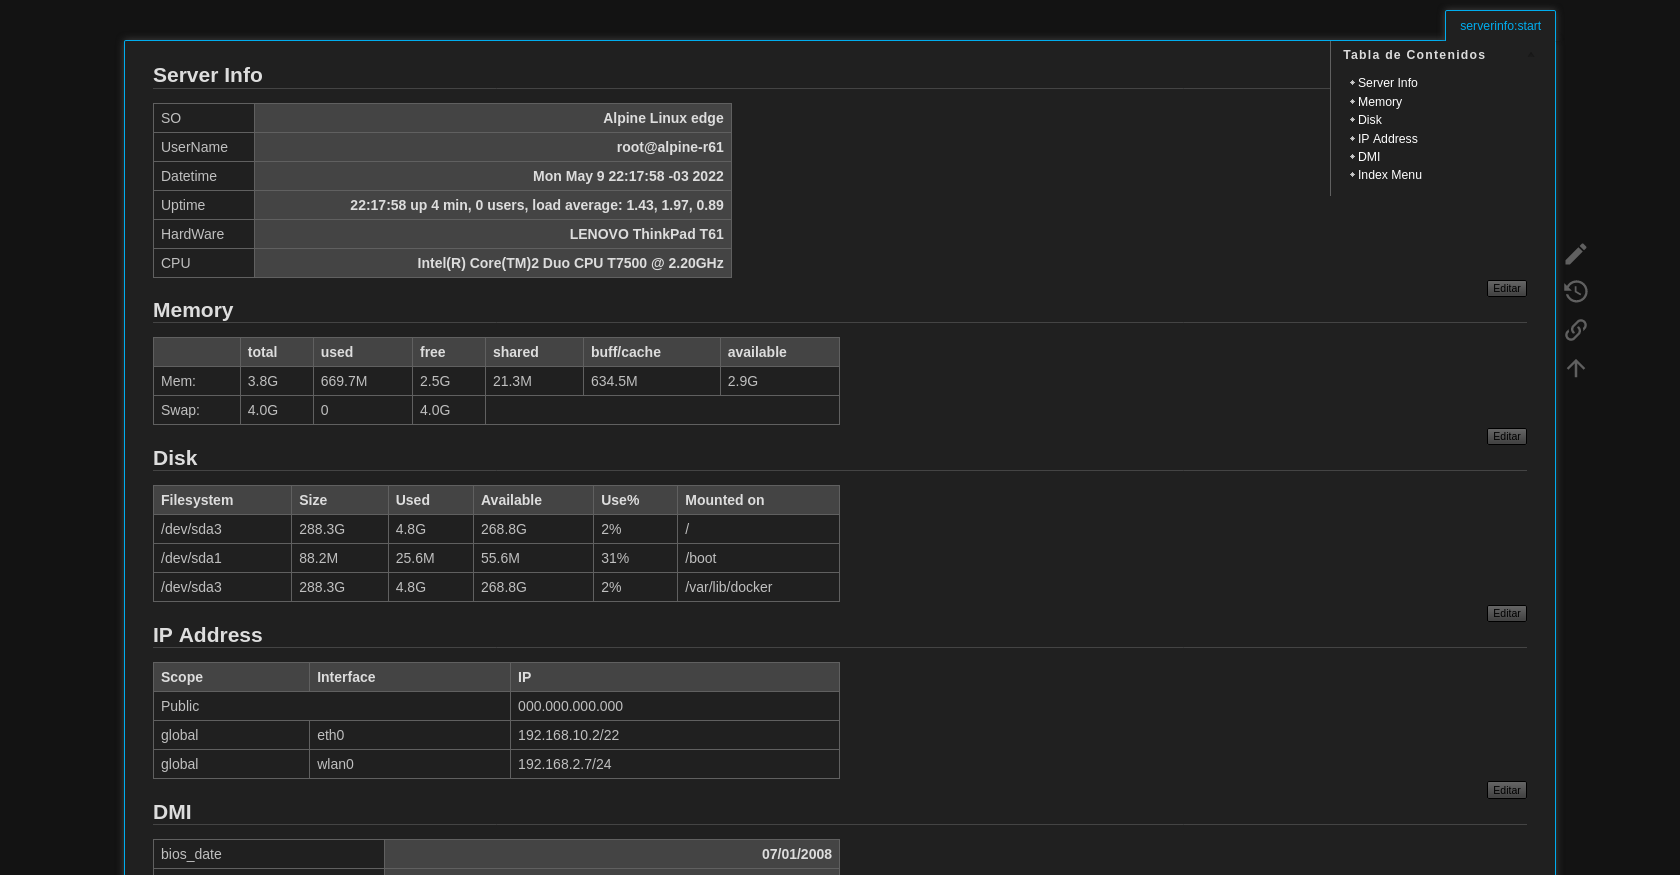 serverinfo:start
Tabla de Contenidos
Server Info
Memory
Disk
IP Address
DMI
Index Menu
Server Info
SO Alpine Linux edge
UserName root@alpine-r61
Datetime Mon May 9 22:17:58 -03 2022
Uptime 22:17:58 up 4 min, 0 users, load average: 1.43, 1.97, 0.89
HardWare LENOVO ThinkPad T61
CPU Intel(R) Core(TM)2 Duo CPU T7500 @ 2.20GHz
Editar
Memory
total used free shared buff/cache available
Mem: 3.8G 669.7M 2.5G 21.3M 634.5M 2.9G
Swap: 4.0G 0 4.0G
Editar
Disk
Filesystem Size Used Available Use% Mounted on
/dev/sda3 288.3G 4.8G 268.8G 2% /
/dev/sda1 88.2M 25.6M 55.6M 31% /boot
/dev/sda3 288.3G 4.8G 268.8G 2% /var/lib/docker
Editar
IP Address
Scope Interface IP
Public 000.000.000.000
global eth0 192.168.10.2/22
global wlan0 192.168.2.7/24
Editar
DMI
bios_date 07/01/2008